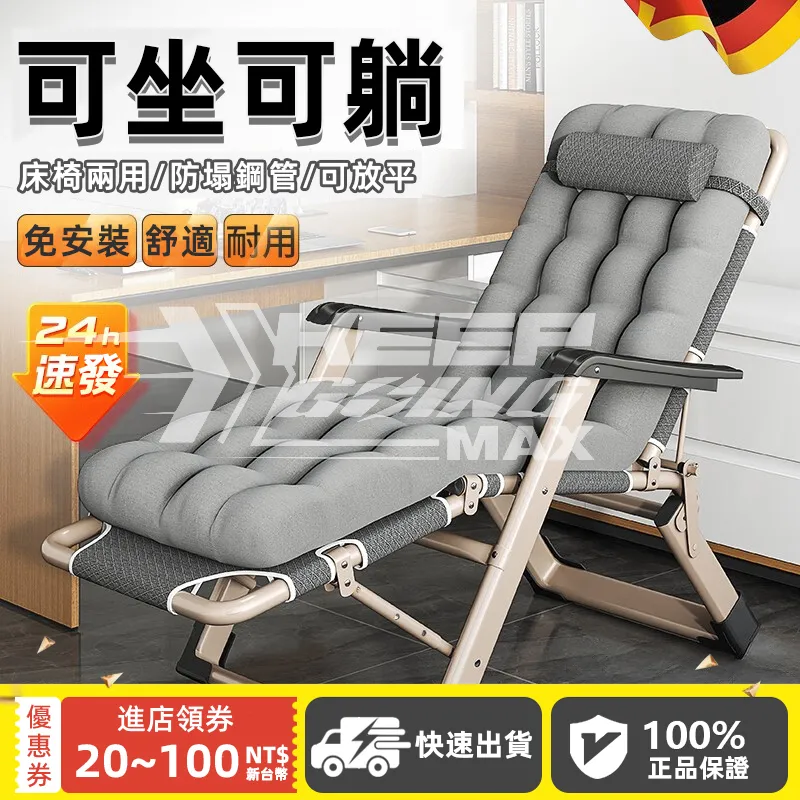 可坐可躺
床椅兩用/防塌鋼管/可放平
免安裝 舒適 耐用
24h
速發
KEEP
GOING
MAX
優惠券
進店領券
20~100 NT$
新台幣
快速出貨
100%
正品保證